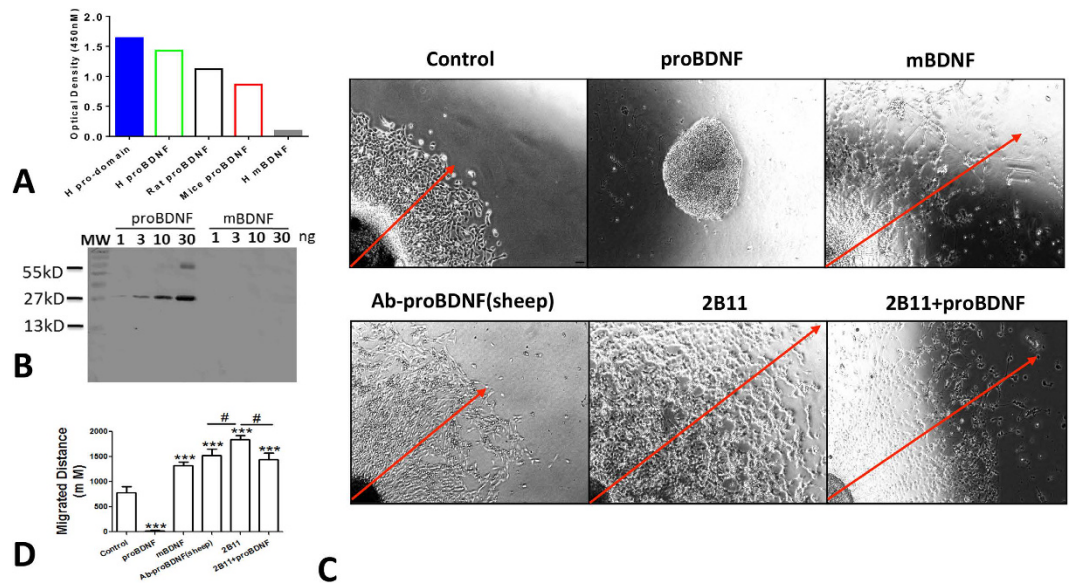 Optical Density (450nM)
2.0
1.5
1.0
0.5
0.0
H pro-domain
H proBDNF
Rat proBDNF
Mice proBDNF
H mBDNF
A
proBDNF mBDNF
MW 1 3 10 30 1 3 10 30 ng
55kD
27kD
13kD
B
Migrated Distance
(m M)
2000
1500
1000
500
0
***
***
***
***
***
# #
Control
proBDNF
mBDNF
Ab-proBDNF(sheep)
2B11
2B11+proBDNF
D
Control proBDNF mBDNF
Ab-proBDNF(sheep) 2B11 2B11+proBDNF
C